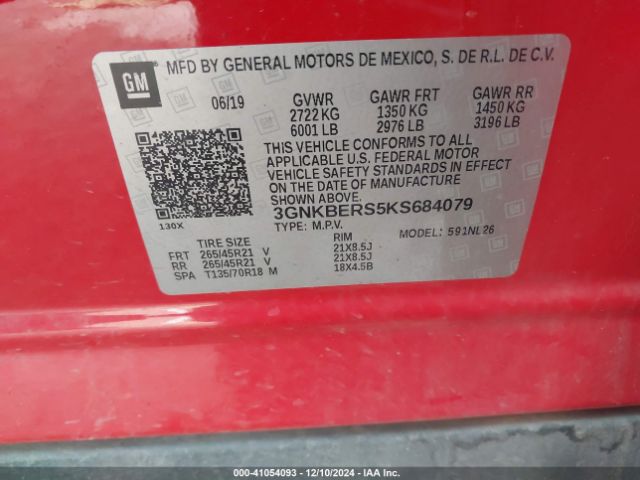 GM
MFD BY GENERAL MOTORS DE MEXICO, S. DE R.L. DE C.V.
06/19 GVWR GAWR FRT GAWR RR
2722 KG 1350 KG 1450 KG
6001 LB 2976 LB 3196 LB
THIS VEHICLE CONFORMS TO ALL
APPLICABLE U.S. FEDERAL MOTOR
VEHICLE SAFETY STANDARDS IN EFFECT
ON THE DATE OF MANUFACTURE
SHOWN ABOVE.
3GNKBERS5KS684079
130X
TYPE: M.P.V. MODEL: 591NL26
TIRE SIZE RIM
FRT 265/45R21 V 21X8.5J
RR 265/45R21 V 21X8.5J
SPA T135/70R18 M 18X4.5B
000-41054093 - 12/10/2024 - IAA Inc.